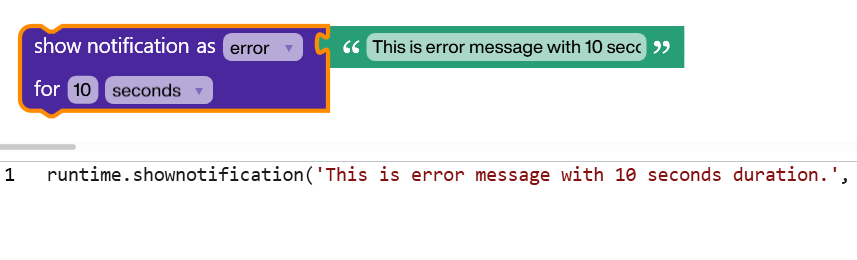 show notification as error “ This is error message with 10 sec ”
for 10 seconds
1 runtime.shownotification('This is error message with 10 seconds duration.',